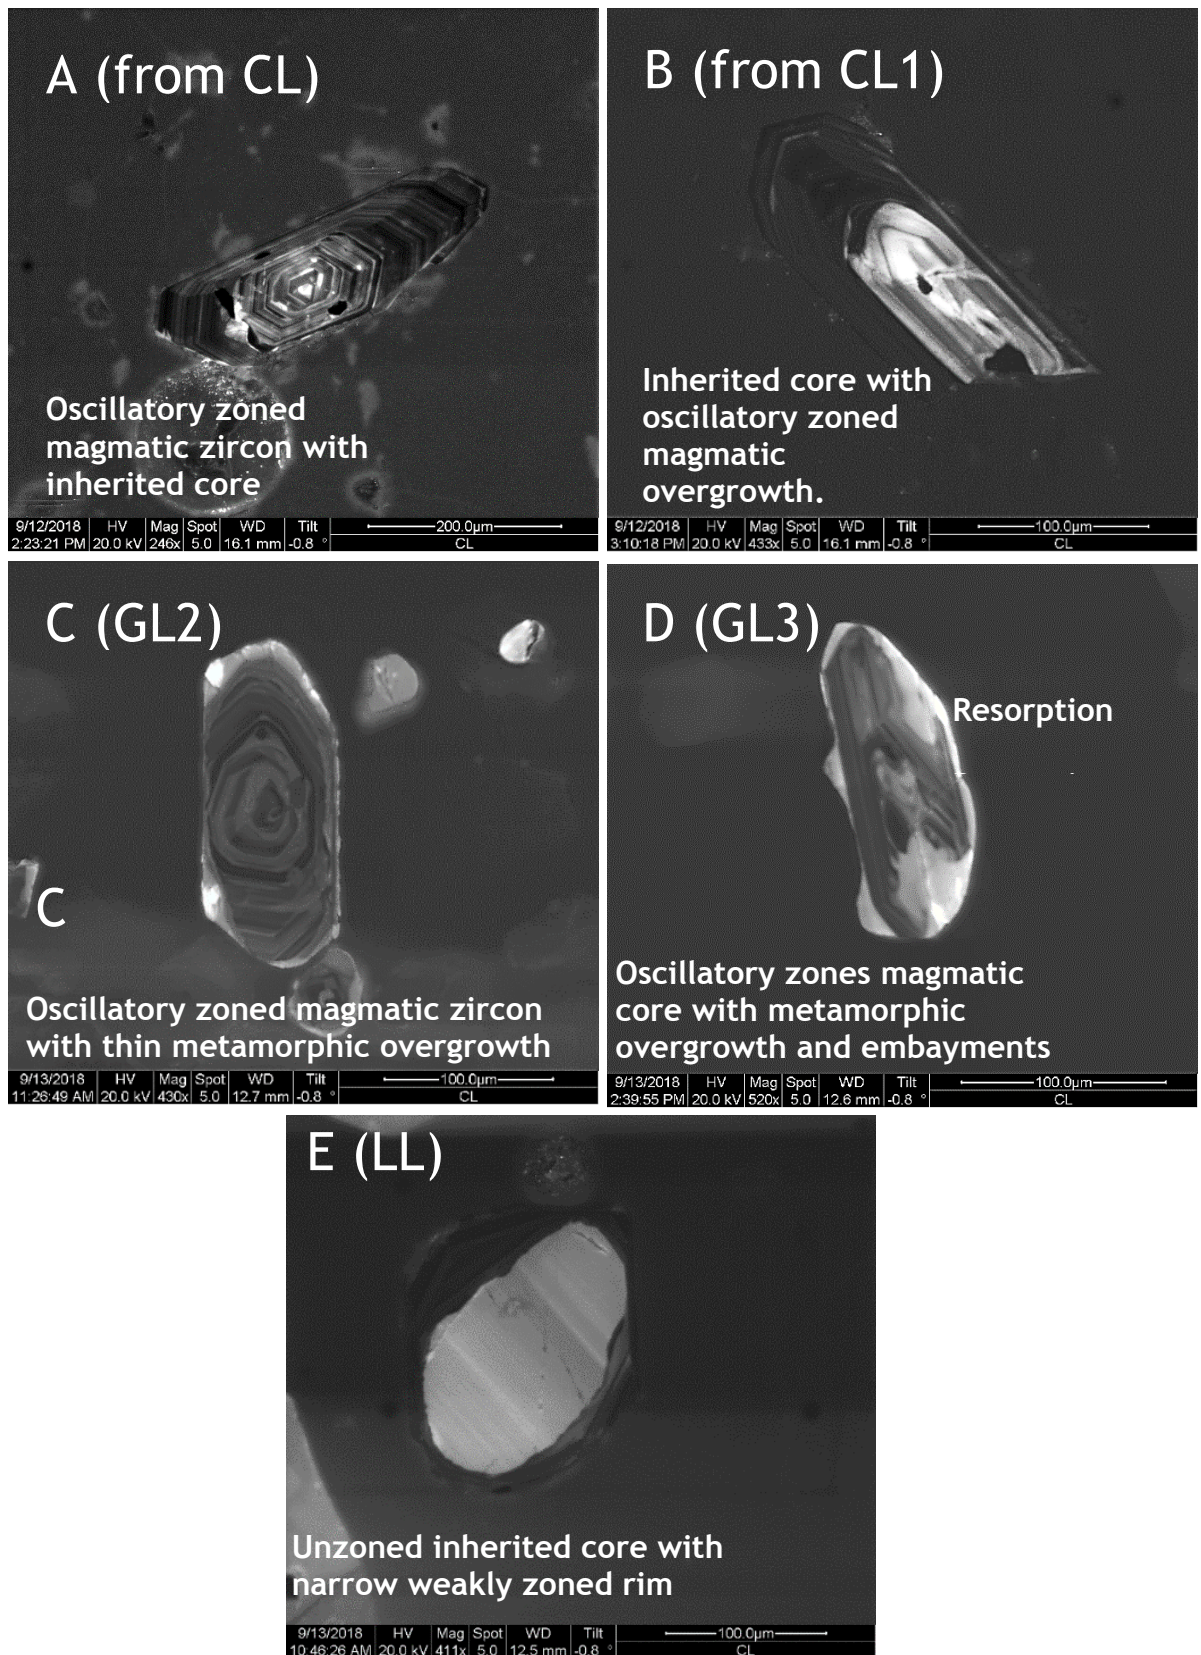 A (from CL)
Oscillatory zoned
magmatic zircon with
inherited core
9/12/2018 HV Mag Spot WD Tilt 200.0µm
2:23:21 PM 20.0 kV 246x 5.0 16.1 mm -0.8 ° CL
B (from CL1)
Inherited core with
oscillatory zoned
magmatic
overgrowth.
9/12/2018 HV Mag Spot WD Tilt 100.0µm
3:10:18 PM 20.0 kV 433x 5.0 16.1 mm -0.8 ° CL
C (GL2)
C
Oscillatory zoned magmatic zircon
with thin metamorphic overgrowth
9/13/2018 HV Mag Spot WD Tilt 100.0µm
11:26:49 AM 20.0 kV 430x 5.0 12.7 mm -0.8 ° CL
D (GL3)
Resorption
Oscillatory zones magmatic
core with metamorphic
overgrowth and embayments
9/13/2018 HV Mag Spot WD Tilt 100.0µm
2:39:55 PM 20.0 kV 520x 5.0 12.6 mm -0.8 ° CL
E (LL)
Unzoned inherited core with
narrow weakly zoned rim
9/13/2018 HV Mag Spot WD Tilt 100.0µm
10:46:26 AM 20.0 kV 411x 5.0 12.5 mm -0.8 ° CL